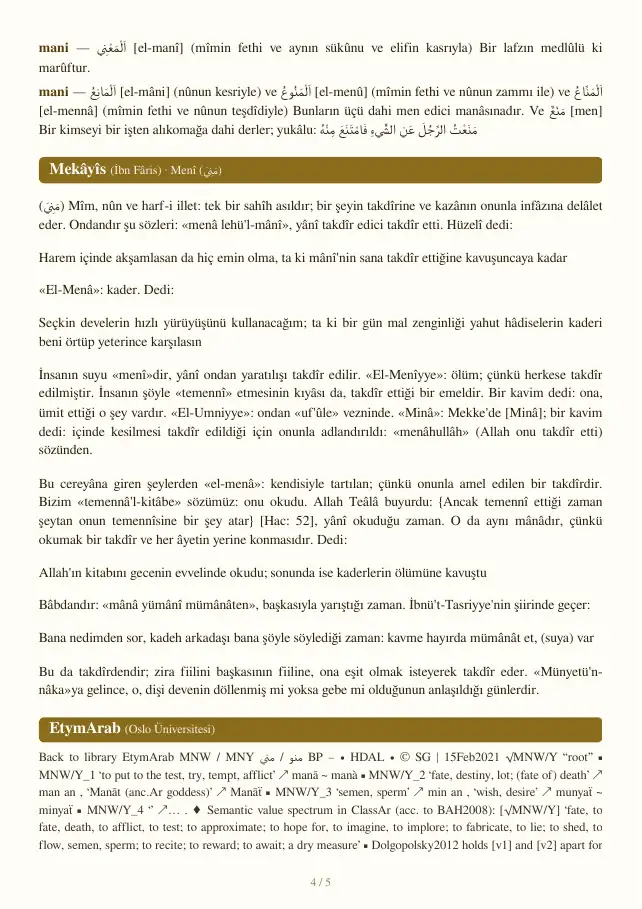 mani — اَلْمَعْنِي [el-manî] (mîmin fethi ve aynın sükûnu ve elifin kasrıyla) Bir lafzın medlûlü ki
marûftur.
mani — اَلْمَانِعُ [el-mâni] (nûnun kesriyle) ve اَلْمَنُوعُ [el-menû] (mîmin fethi ve nûnun zammı ile) ve اَلْمَنَّاعُ
[el-mennâ] (mîmin fethi ve nûnun teşdîdiyle) Bunların üçü dahi men edici manâsınadır. Ve مَنْعٌ [men]
Bir kimseyi bir işten alıkomağa dahi derler; yukâlu: مَنَعْتُ الرَّجُلَ عَنِ الشَّيءِ فَامْتَنَعَ مِنْهُ
Mekâyîs (İbn Fâris) · Menî (مَنِيَ)
(مَنِيَ) Mîm, nûn ve harf-i illet: tek bir sahîh asıldır; bir şeyin takdîrine ve kazânın onunla infâzına delâlet
eder. Ondandır şu sözleri: «menâ lehü'l-mânî», yânî takdîr edici takdîr etti. Hüzelî dedi:
Harem içinde akşamlasan da hiç emin olma, ta ki mânî'nin sana takdîr ettiğine kavuşuncaya kadar
«El-Menâ»: kader. Dedi:
Seçkin develerin hızlı yürüyüşünü kullanacağım; ta ki bir gün mal zenginliği yahut hâdiselerin kaderi
beni örtüp yeterince karşılasın
İnsanın suyu «menî»dir, yânî ondan yaratılışı takdîr edilir. «El-Menîyye»: ölüm; çünkü herkese takdîr
edilmiştir. İnsanın şöyle «temennî» etmesinin kıyâsı da, takdîr ettiği bir emeldir. Bir kavim dedi: ona,
ümit ettiği o şey vardır. «El-Umniyye»: ondan «uf'ûle» vezninde. «Minâ»: Mekke'de [Minâ]; bir kavim
dedi: içinde kesilmesi takdîr edildiği için onunla adlandırıldı: «menâhullâh» (Allah onu takdîr etti)
sözünden.
Bu cereyâna giren şeylerden «el-menâ»: kendisiyle tartılan; çünkü onunla amel edilen bir takdîrdir.
Bizim «temennâ'l-kitâbe» sözümüz: onu okudu. Allah Teâlâ buyurdu: {Ancak temennî ettiği zaman
şeytan onun temennîsine bir şey atar} [Hac: 52], yânî okuduğu zaman. O da aynı mânâdır, çünkü
okumak bir takdîr ve her âyetin yerine konmasıdır. Dedi:
Allah'ın kitabını gecenin evvelinde okudu; sonunda ise kaderlerin ölümüne kavuştu
Bâbdandır: «mânâ yümânî mümânâten», başkasıyla yarıştığı zaman. İbnü't-Tasriyye'nin şiirinde geçer:
Bana nedimden sor, kadeh arkadaşı bana şöyle söylediği zaman: kavme hayırda mümânât et, (suya) var
Bu da takdîrdendir; zira fiilini başkasının fiiline, ona eşit olmak isteyerek takdîr eder. «Münyetü'n-
nâka»ya gelince, o, dişi devenin döllenmiş mi yoksa gebe mi olduğunun anlaşıldığı günlerdir.
EtymArab (Oslo Üniversitesi)
Back to library EtymArab MNW / MNY منو / مني BP – • HDAL • © SG | 15Feb2021 √MNW/Y “root” ▪
MNW/Y_1 ‘to put to the test, try, tempt, afflict’ ↗ manā ~ manà ▪ MNW/Y_2 ‘fate, destiny, lot; (fate of) death’ ↗
man an , ‘Manāt (anc.Ar goddess)’ ↗ Manāẗ ▪ MNW/Y_3 ‘semen, sperm’ ↗ min an , ‘wish, desire’ ↗ munyaẗ ~
minyaẗ ▪ MNW/Y_4 ‘’ ↗… . ♦ Semantic value spectrum in ClassAr (acc. to BAH2008): [√MNW/Y] ‘fate, to
fate, death, to afflict, to test; to approximate; to hope for, to imagine, to implore; to fabricate, to lie; to shed, to
flow, semen, sperm; to recite; to reward; to await; a dry measure’ ▪ Dolgopolsky2012 holds [v1] and [v2] apart for
4 / 5